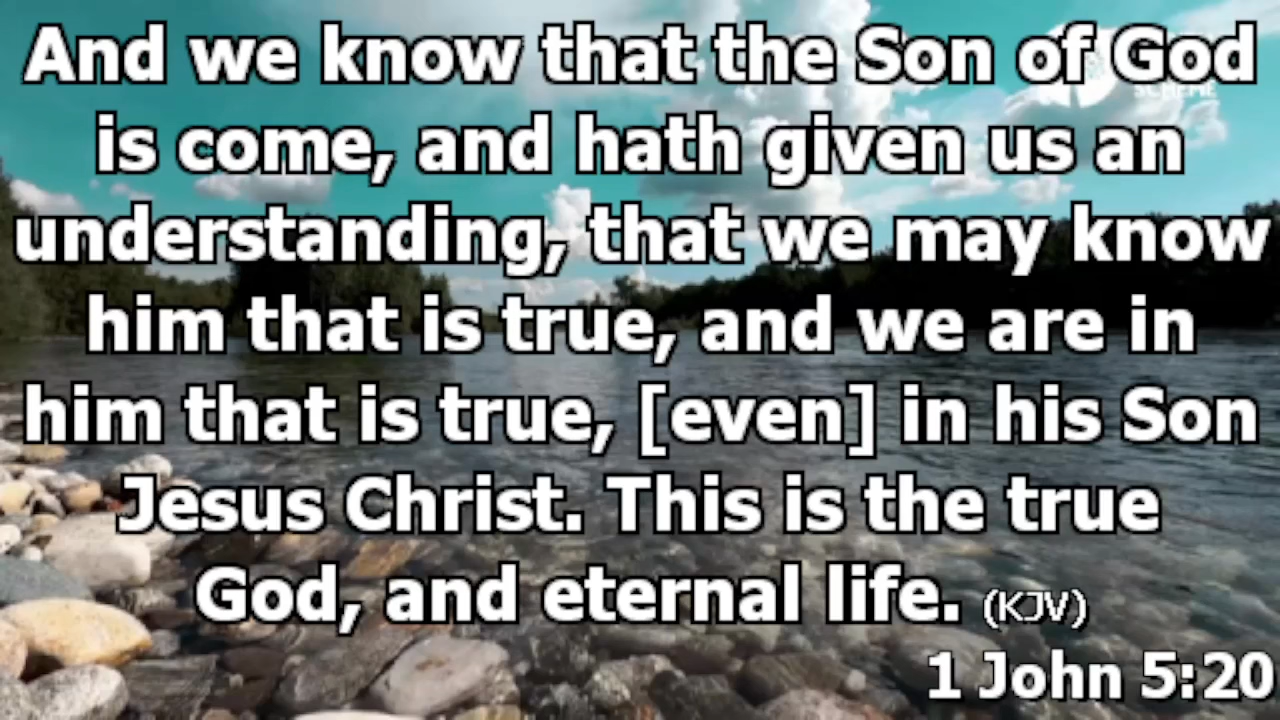 And we know that the Son of God
is come, and hath given us an
understanding, that we may know
him that is true, and we are in
him that is true, [even] in his Son
Jesus Christ. This is the true
God, and eternal life. (KJV)
1 John 5:20
SCHEME